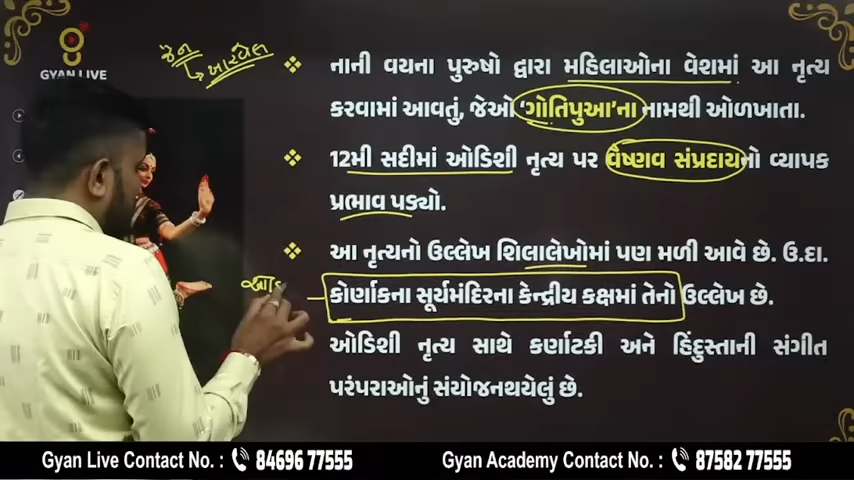 GYAN LIVE
જૈન
ખારવેલ
❖ નાની વયના પુરુષો દ્વારા મહિલાઓના વેશમાં આ નૃત્ય
કરવામાં આવતું, જેઓ ‘ગોતિપુઆ’ના નામથી ઓળખાતા.
❖ 12મી સદીમાં ઓડિશી નૃત્ય પર વૈષ્ણવ સંપ્રદાયનો વ્યાપક
પ્રભાવ પડ્યો.
❖ આ નૃત્યનો ઉલ્લેખ શિલાલેખોમાં પણ મળી આવે છે. ઉ.દા.
કોર્ણાકના સૂર્યમંદિરના કેન્દ્રીય કક્ષમાં તેનો ઉલ્લેખ છે.
ઓડિશી નૃત્ય સાથે કર્ણાટકી અને હિંદુસ્તાની સંગીત
પરંપરાઓનું સંયોજનથયેલું છે.
Gyan Live Contact No. : 84696 77555
Gyan Academy Contact No. : 87582 77555